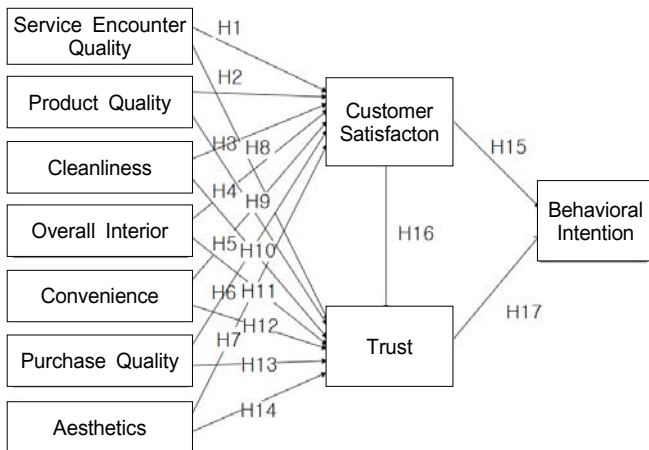 Service Encounter
Quality
Product Quality
Cleanliness
Overall Interior
Convenience
Purchase Quality
Aesthetics
H1
H2
H3
H8
H4
H9
H5
H10
H6
H11
H7
H12
H13
H14
Customer
Satisfacton
H16
Trust
H15
H17
Behavioral
Intention